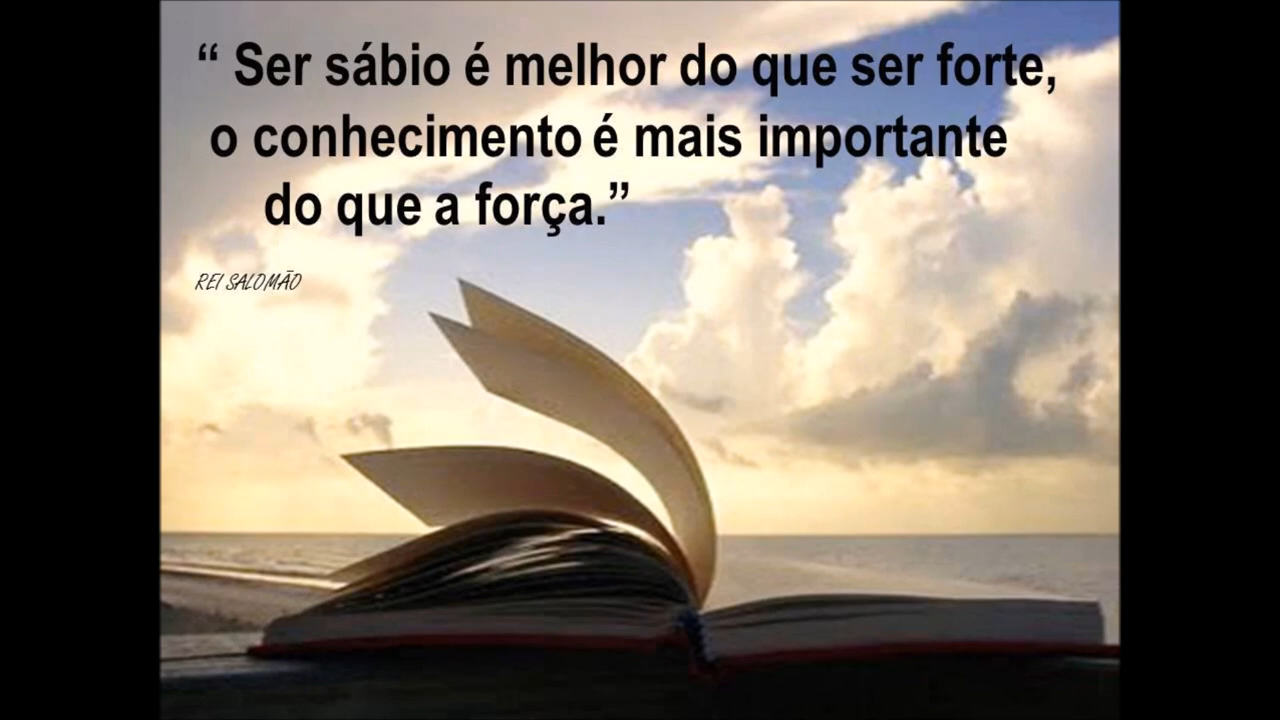 “ Ser sábio é melhor do que ser forte,
o conhecimento é mais importante
do que a força.”
REI SALOMÃO